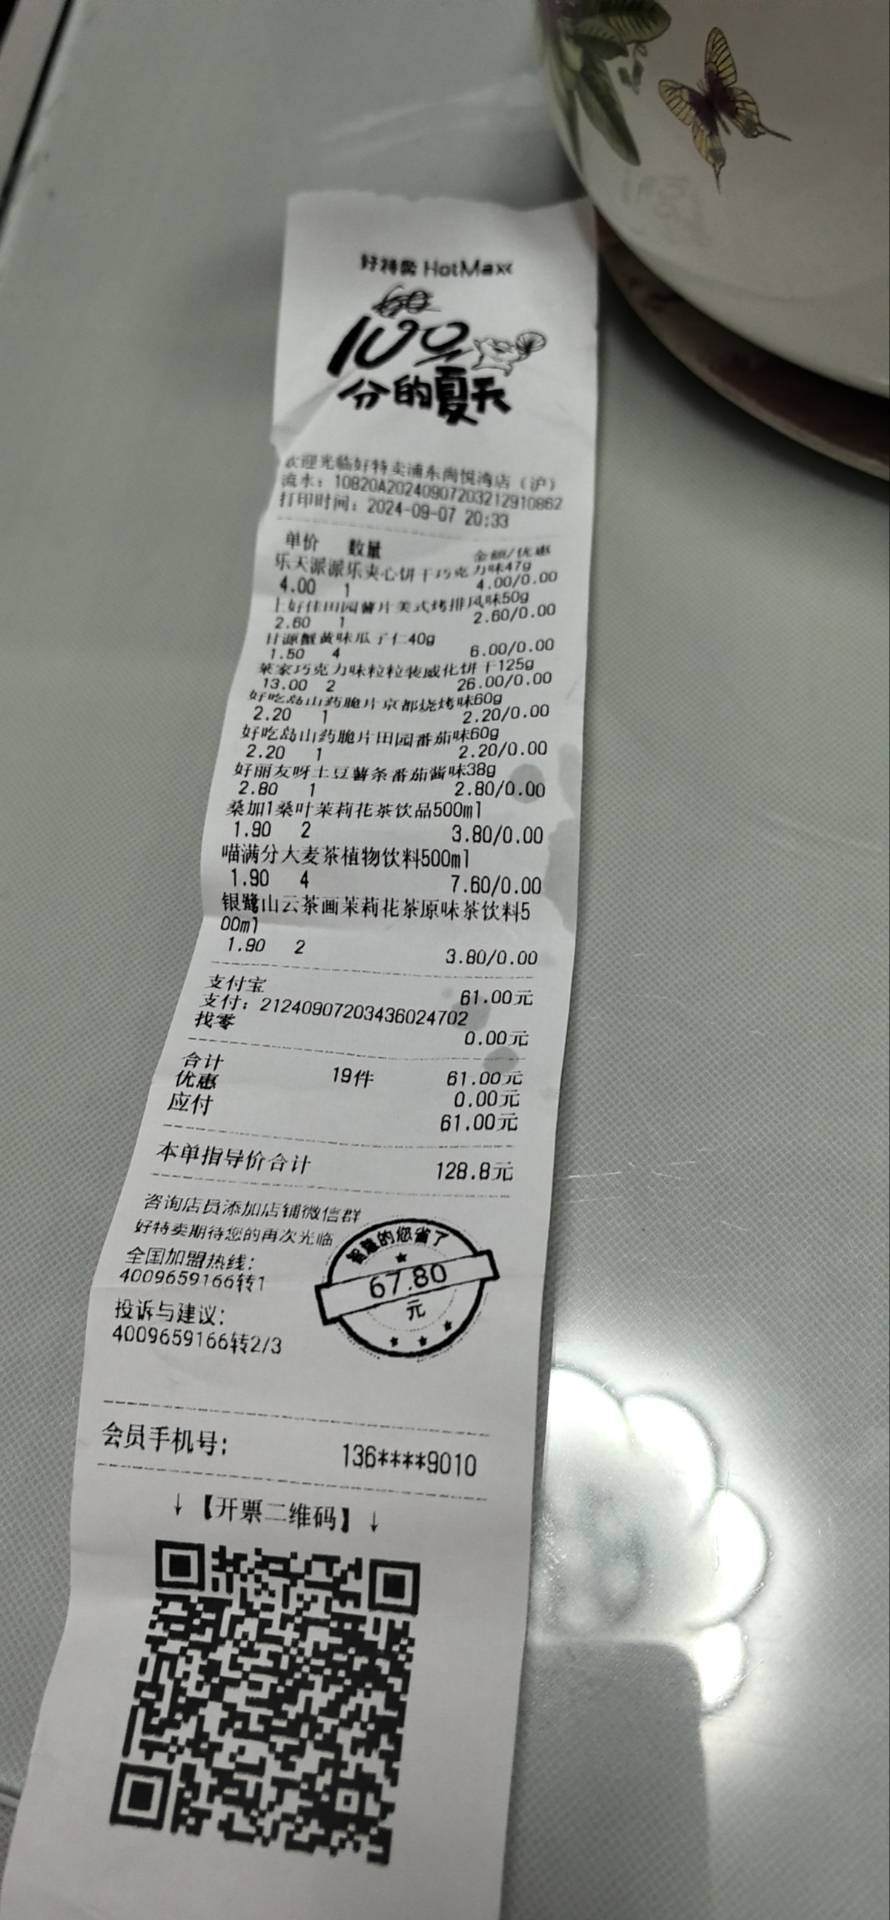 好特卖 HotMaxx
100%
分的夏天
欢迎光临好特卖浦东尚悦湾店（沪）
流水：10820A20240907203212910862
打印时间：2024-09-07 20:33
单价 数量 金额/优惠
乐天派派乐夹心饼干巧克力味47g
4.00 1 4.00/0.00
上好佳田园薯片美式烤排风味50g
2.60 1 2.60/0.00
甘源蟹黄味瓜子仁40g
1.50 4 6.00/0.00
莱家巧克力味粒粒装威化饼干125g
13.00 2 26.00/0.00
好吃岛山药脆片京都烧烤味60g
2.20 1 2.20/0.00
好吃岛山药脆片田园番茄味60g
2.20 1 2.20/0.00
好丽友呀土豆薯条番茄酱味38g
2.80 1 2.80/0.00
桑加1桑叶茉莉花茶饮品500ml
1.90 2 3.80/0.00
喵满分大麦茶植物饮料500ml
1.90 4 7.60/0.00
银鹭山云茶画茉莉花茶原味茶饮料5
00ml
1.90 2 3.80/0.00
支付宝 61.00元
支付：21240907203436024702
找零 0.00元
合计 19件 61.00元
优惠 0.00元
应付 61.00元
本单指导价合计 128.8元
咨询店员添加店铺微信群
好特卖期待您的再次光临
全国加盟热线：
4009659166转1
投诉与建议：
4009659166转2/3
智慧的您省了
67.80
元
会员手机号： 136****9010
↓【开票二维码】↓